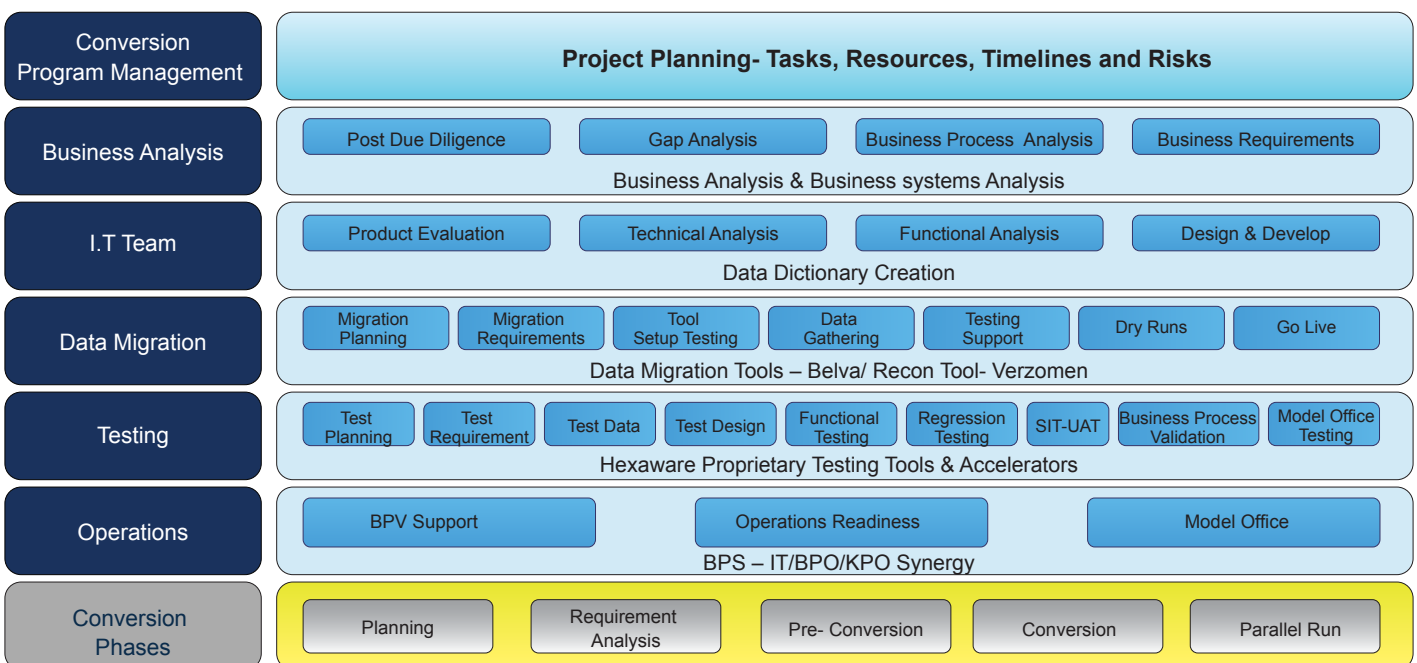 Conversion
Program Management
Project Planning- Tasks, Resources, Timelines and Risks
Business Analysis
Post Due Diligence
Gap Analysis
Business Process Analysis
Business Requirements
Business Analysis & Business systems Analysis
I.T Team
Product Evaluation
Technical Analysis
Functional Analysis
Design & Develop
Data Dictionary Creation
Data Migration
Migration
Planning
Migration
Requirements
Tool
Setup Testing
Data
Gathering
Testing
Support
Dry Runs
Go Live
Data Migration Tools – Belva/ Recon Tool- Verzomen
Testing
Test
Planning
Test
Requirement
Test Data
Test Design
Functional
Testing
Regression
Testing
SIT-UAT
Business Process
Validation
Model Office
Testing
Hexaware Proprietary Testing Tools & Accelerators
Operations
BPV Support
Operations Readiness
Model Office
BPS – IT/BPO/KPO Synergy
Conversion
Phases
Planning
Requirement
Analysis
Pre- Conversion
Conversion
Parallel Run